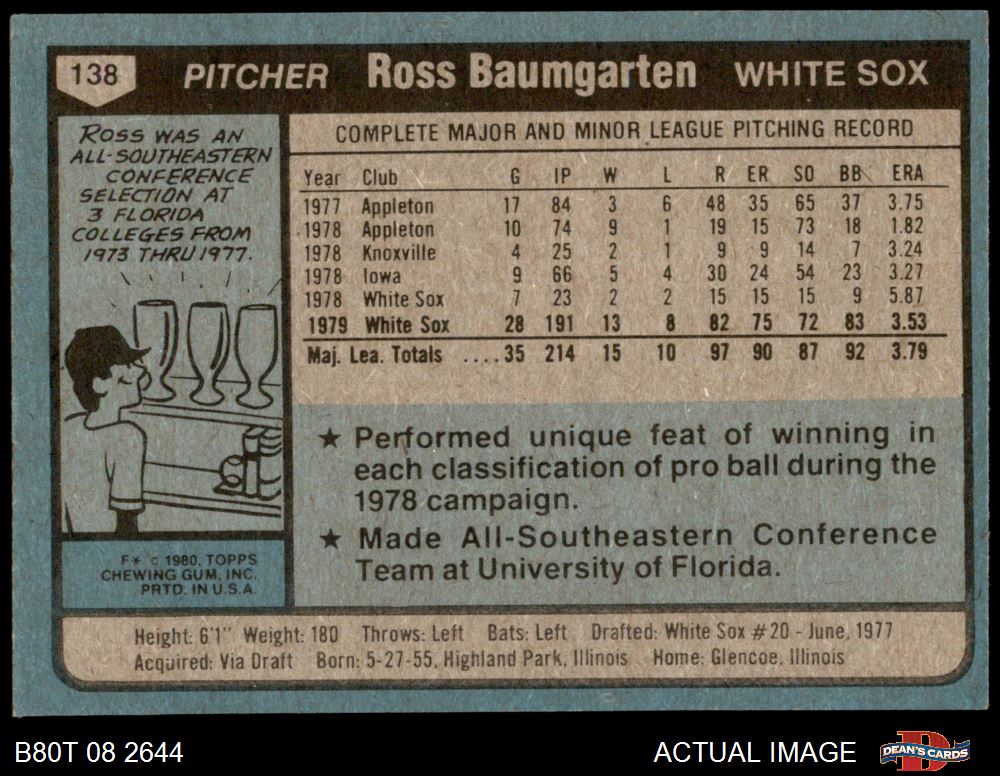 138 PITCHER Ross Baumgarten WHITE SOX
ROSS WAS AN
ALL-SOUTHEASTERN
CONFERENCE
SELECTION AT
3 FLORIDA
COLLEGES FROM
1973 THRU 1977.
COMPLETE MAJOR AND MINOR LEAGUE PITCHING RECORD
Year Club G IP W L R ER SO BB ERA
1977 Appleton 17 84 3 6 48 35 65 37 3.75
1978 Appleton 10 74 9 1 19 15 73 18 1.82
1978 Knoxville 4 25 2 1 9 9 14 7 3.24
1978 Iowa 9 66 5 4 30 24 54 23 3.27
1978 White Sox 7 23 2 2 15 15 15 9 5.87
1979 White Sox 28 191 13 8 82 75 72 83 3.53
Maj. Lea. Totals ....35 214 15 10 97 90 87 92 3.79
★ Performed unique feat of winning in
each classification of pro ball during the
1978 campaign.
★ Made All-Southeastern Conference
Team at University of Florida.
F* © 1980, TOPPS
CHEWING GUM, INC.
PRTD. IN U.S.A.
Height: 6'1" Weight: 180 Throws: Left Bats: Left Drafted: White Sox #20 - June, 1977
Acquired: Via Draft Born: 5-27-55, Highland Park, Illinois Home: Glencoe, Illinois
B80T 08 2644
ACTUAL IMAGE
DEAN'S CARDS